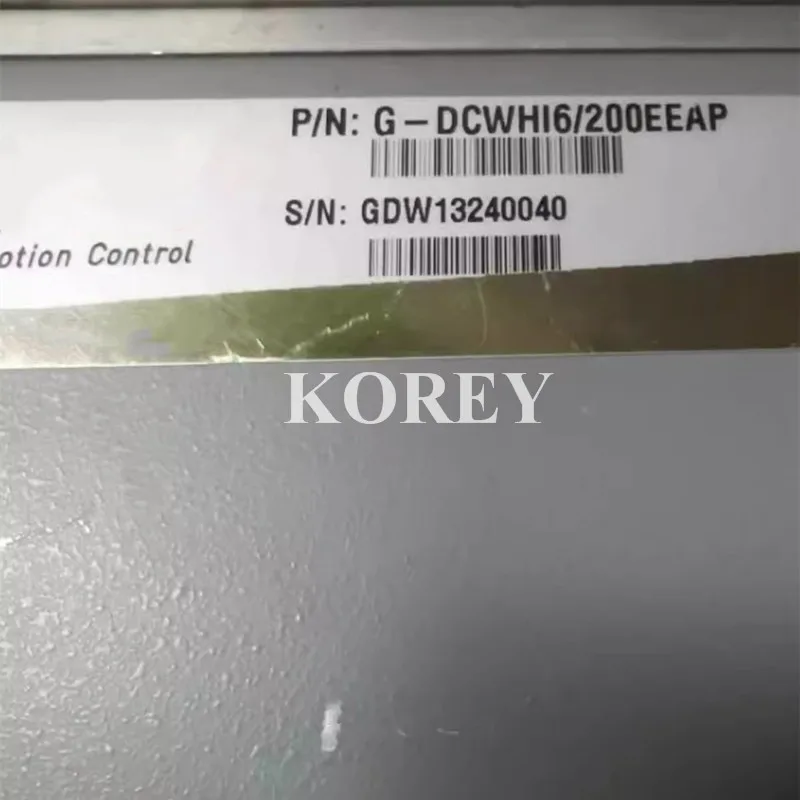 P/N: G-DCWHI6/200EEAP
S/N: GDW13240040
otion Control
KOREY